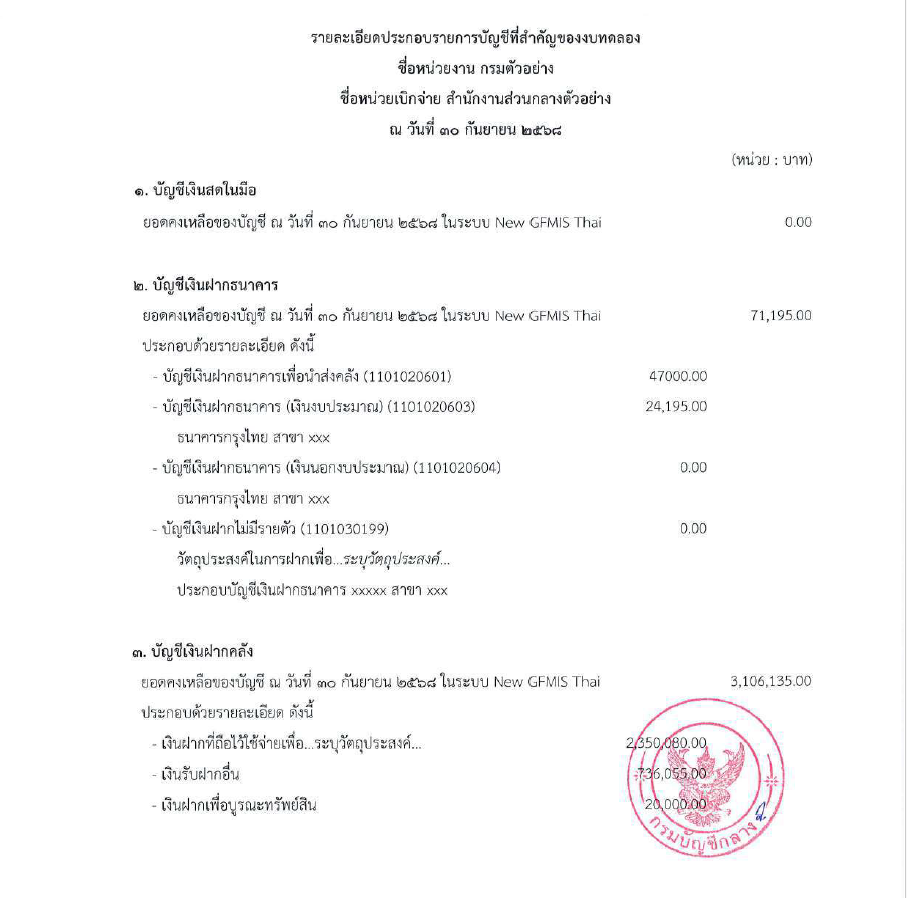 รายละเอียดประกอบรายการบัญชีที่สำคัญของงบทดลอง
ชื่อหน่วยงาน กรมตัวอย่าง
ชื่อหน่วยเบิกจ่าย สำนักงานส่วนกลางตัวอย่าง
ณ วันที่ ๓๐ กันยายน ๒๕๖๘
(หน่วย : บาท)
๑. บัญชีเงินสดในมือ
ยอดคงเหลือของบัญชี ณ วันที่ ๓๐ กันยายน ๒๕๖๘ ในระบบ New GFMIS Thai 0.00
๒. บัญชีเงินฝากธนาคาร
ยอดคงเหลือของบัญชี ณ วันที่ ๓๐ กันยายน ๒๕๖๘ ในระบบ New GFMIS Thai 71,195.00
ประกอบด้วยรายละเอียด ดังนี้
- บัญชีเงินฝากธนาคารเพื่อนำส่งคลัง (1101020601) 47000.00
- บัญชีเงินฝากธนาคาร (เงินงบประมาณ) (1101020603) 24,195.00
ธนาคารกรุงไทย สาขา xxx
- บัญชีเงินฝากธนาคาร (เงินนอกงบประมาณ) (1101020604) 0.00
ธนาคารกรุงไทย สาขา xxx
- บัญชีเงินฝากไม่มีรายตัว (1101030199) 0.00
วัตถุประสงค์ในการฝากเพื่อ...ระบุวัตถุประสงค์...
ประกอบบัญชีเงินฝากธนาคาร xxxxx สาขา xxx
๓. บัญชีเงินฝากคลัง
ยอดคงเหลือของบัญชี ณ วันที่ ๓๐ กันยายน ๒๕๖๘ ในระบบ New GFMIS Thai 3,106,135.00
ประกอบด้วยรายละเอียด ดังนี้
- เงินฝากที่ถือไว้ใช้จ่ายเพื่อ...ระบุวัตถุประสงค์... 2,350,080.00
- เงินรับฝากอื่น 736,055.00
- เงินฝากเพื่อบูรณะทรัพย์สิน 20,000.00
กรมบัญชีกลาง